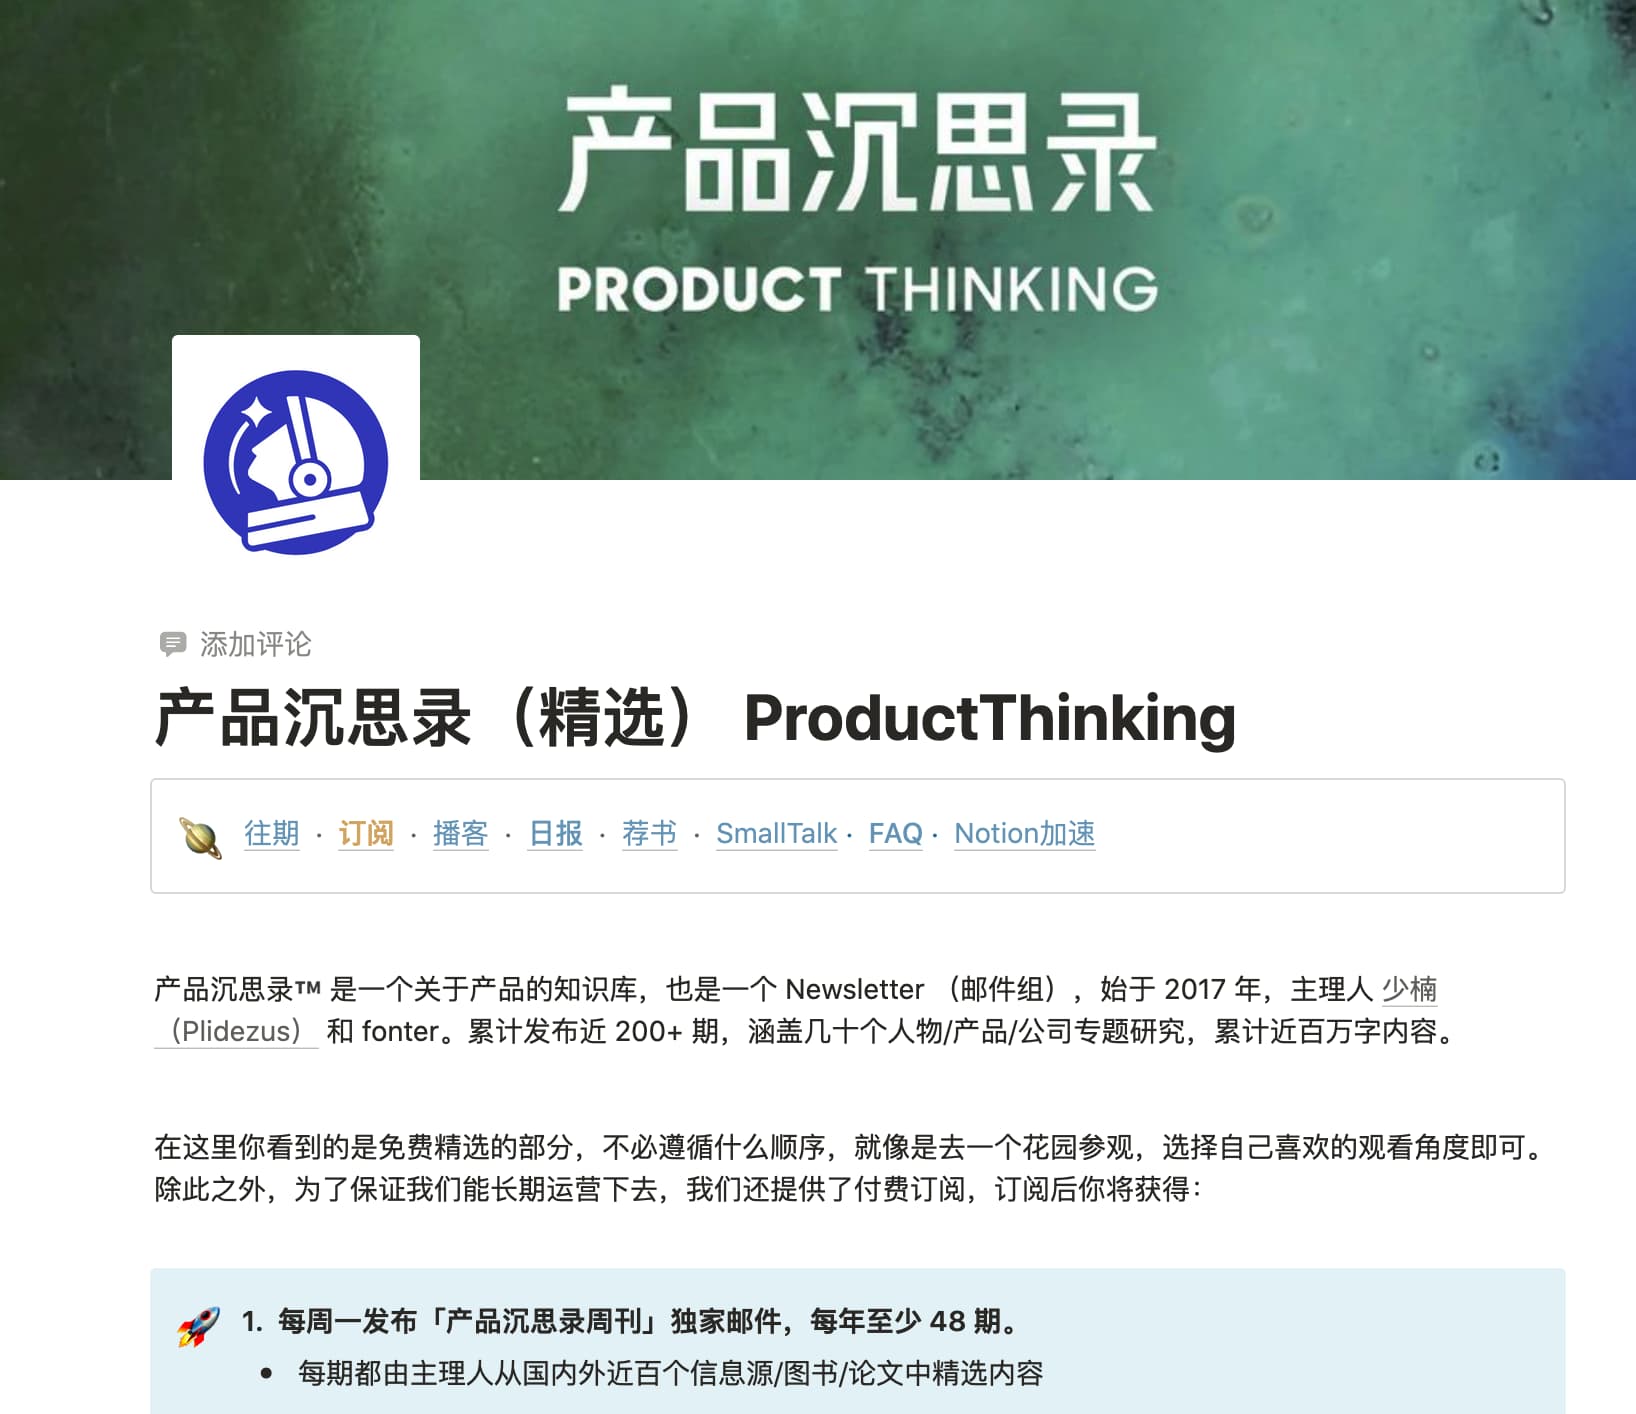 产品沉思录
PRODUCT THINKING
添加评论
产品沉思录（精选） ProductThinking
往期 · 订阅 · 播客 · 日报 · 荐书 · SmallTalk · FAQ · Notion加速
产品沉思录™ 是一个关于产品的知识库，也是一个 Newsletter （邮件组），始于 2017 年，主理人 少楠
（Plidezus） 和 fonter。累计发布近 200+ 期，涵盖几十个人物/产品/公司专题研究，累计近百万字内容。
在这里你看到的是免费精选的部分，不必遵循什么顺序，就像是去一个花园参观，选择自己喜欢的观看角度即可。
除此之外，为了保证我们能长期运营下去，我们还提供了付费订阅，订阅后你将获得：
1. 每周一发布「产品沉思录周刊」独家邮件，每年至少 48 期。
• 每期都由主理人从国内外近百个信息源/图书/论文中精选内容